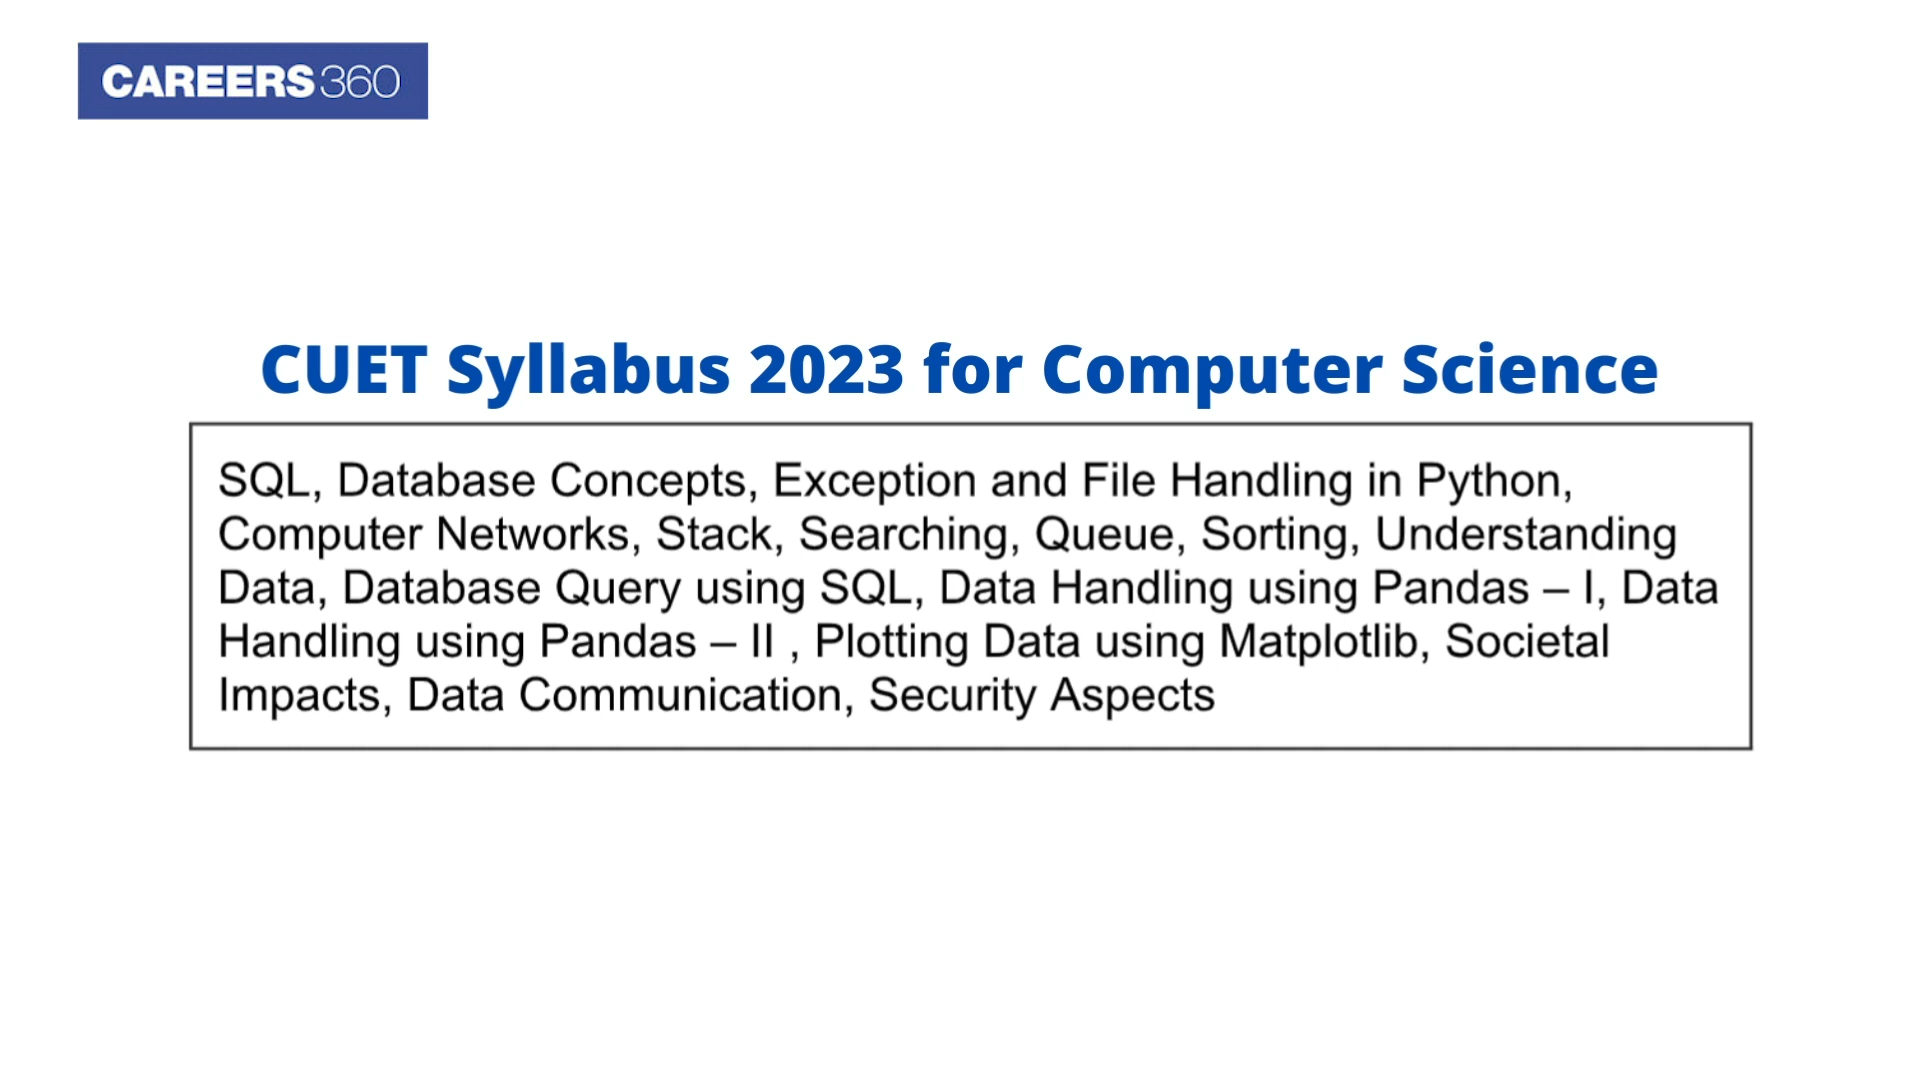 CAREERS360
CUET Syllabus 2023 for Computer Science
SQL, Database Concepts, Exception and File Handling in Python,
Computer Networks, Stack, Searching, Queue, Sorting, Understanding
Data, Database Query using SQL, Data Handling using Pandas – I, Data
Handling using Pandas – II , Plotting Data using Matplotlib, Societal
Impacts, Data Communication, Security Aspects